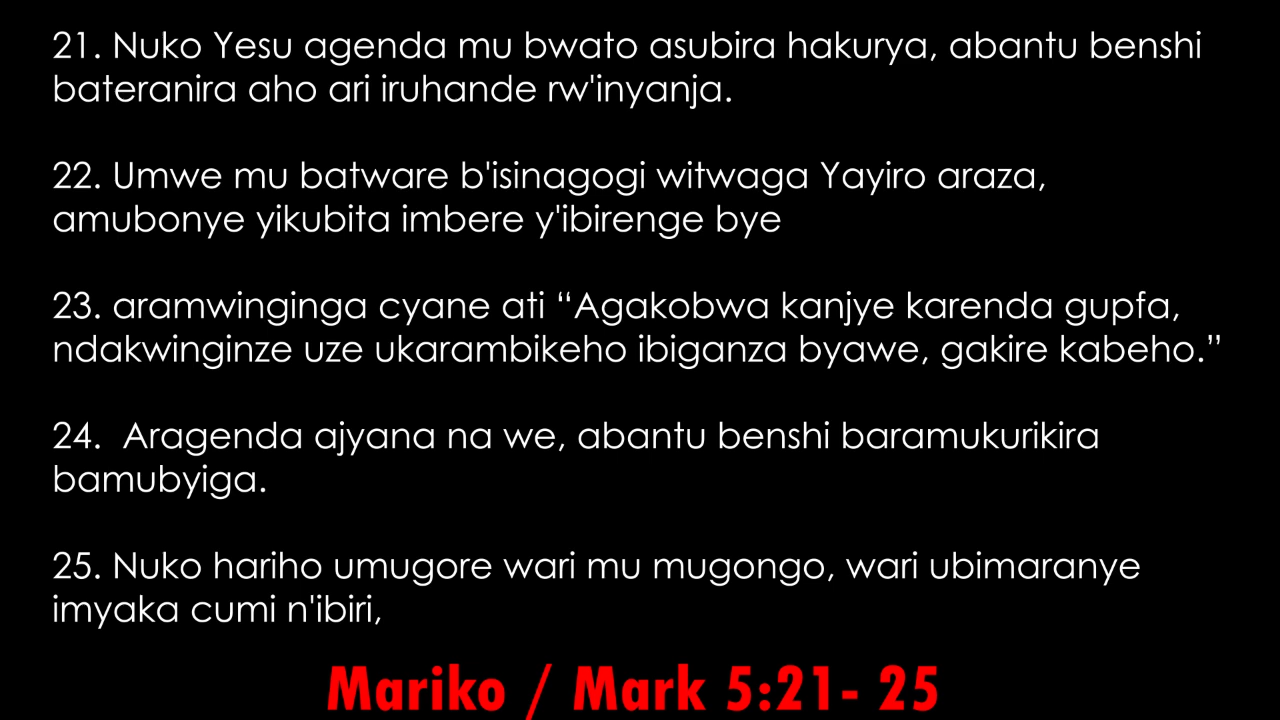 21. Nuko Yesu agenda mu bwato asubira hakurya, abantu benshi
bateranira aho ari iruhande rw'inyanja.
22. Umwe mu batware b'isinagogi witwaga Yayiro araza,
amubonye yikubita imbere y'ibirenge bye
23. aramwinginga cyane ati “Agakobwa kanjye karenda gupfa,
ndakwinginze uze ukarambikeho ibiganza byawe, gakire kabeho.”
24.  Aragenda ajyana na we, abantu benshi baramukurikira
bamubyiga.
25. Nuko hariho umugore wari mu mugongo, wari ubimaranye
imyaka cumi n'ibiri,
Mariko / Mark 5:21- 25